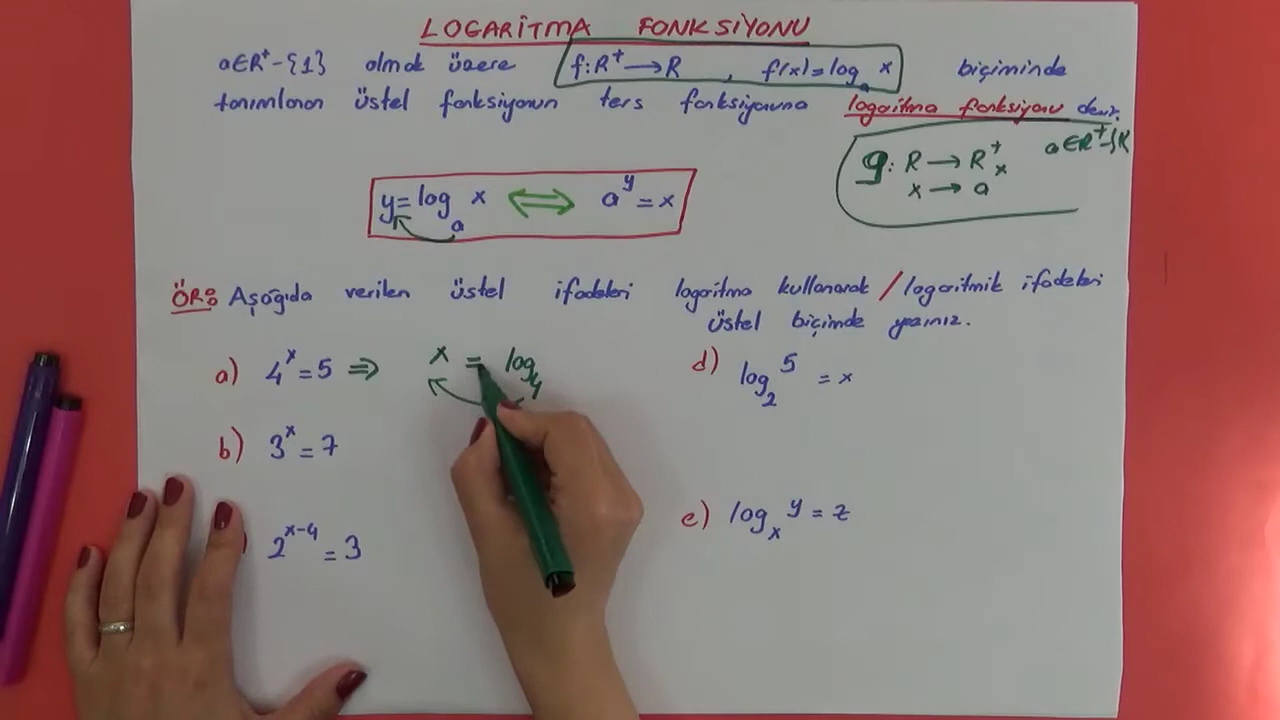 LOGARİTMA FONKSİYONU
a∈R⁺-{1} olmak üzere f:R⁺→R , f(x)=logₐ x biçiminde
tanımlanan üstel fonksiyonun ters fonksiyonuna logaritma fonksiyonu denir.
g: R → R⁺ a∈R⁺-{
x → aˣ
y=logₐ x ⇔ aʸ=x
ÖR: Aşağıda verilen üstel ifadeleri logaritma kullanarak / logaritmik ifadeleri
üstel biçimde yazınız.
a) 4ˣ=5 ⇒ x = log₄
d) log₂ 5 = x
b) 3ˣ=7
2ˣ⁻⁴=3
e) logₓ y = z